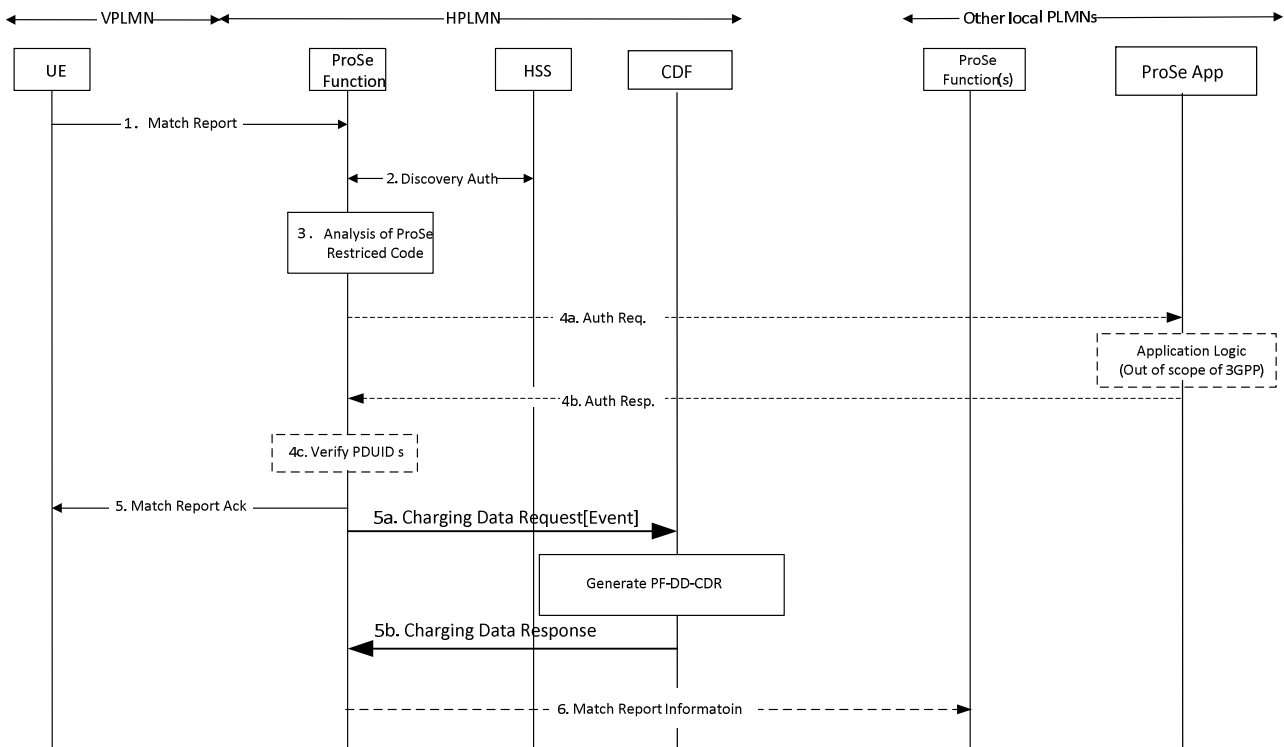 VPLMN
HPLMN
Other local PLMNs
UE
ProSe
Function
HSS
CDF
ProSe
Function(s)
ProSe App
1. Match Report
2. Discovery Auth
3. Analysis of ProSe
Restriced Code
4a. Auth Req.
Application Logic
(Out of scope of 3GPP)
4b. Auth Resp.
4c. Verify PDUID s
5. Match Report Ack
5a. Charging Data Request[Event]
Generate PF-DD-CDR
5b. Charging Data Response
6. Match Report Informatoin